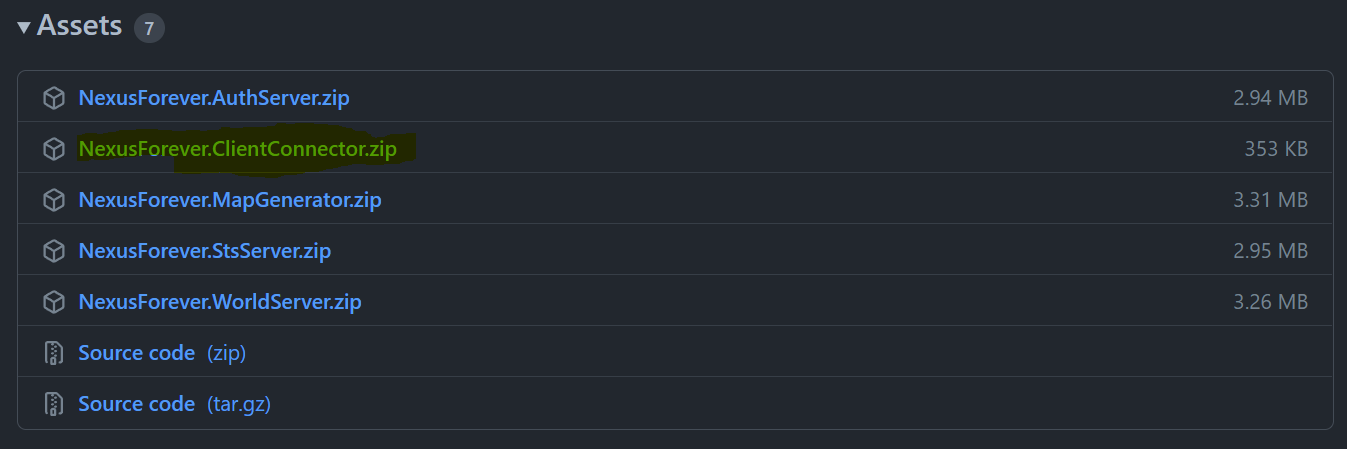 Assets 7
NexusForever.AuthServer.zip 2.94 MB
NexusForever.ClientConnector.zip 353 KB
NexusForever.MapGenerator.zip 3.31 MB
NexusForever.StsServer.zip 2.95 MB
NexusForever.WorldServer.zip 3.26 MB
Source code (zip)
Source code (tar.gz)